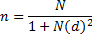 n = N / (1 + N(d)²)